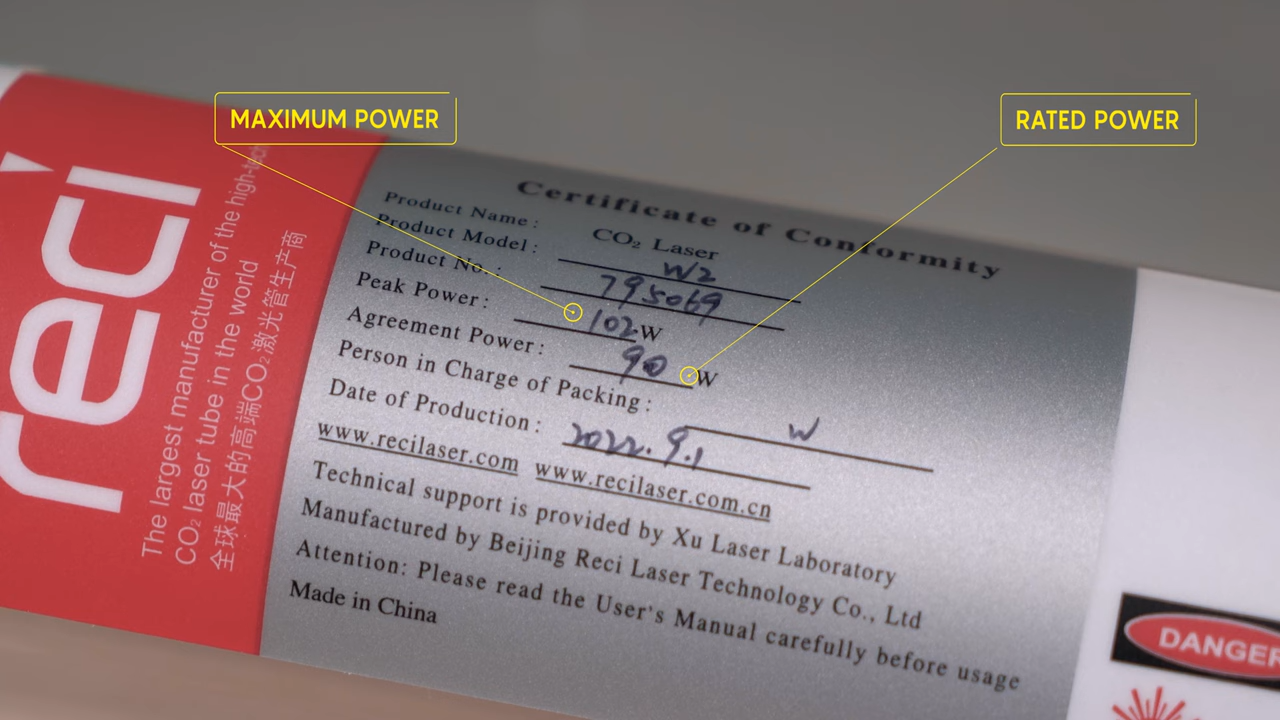 MAXIMUM POWER
RATED POWER
reci
The largest manufacturer of the high-tech
CO₂ laser tube in the world
全球最大的高端CO₂激光管生产商
Certificate of Conformity
Product Name: CO₂ Laser
Product Model: W2
Product No.: 795069
Peak Power: 102 W
Agreement Power: 90 W
Person in Charge of Packing: W
Date of Production: 2022.9.1
www.recilaser.com www.recilaser.com.cn
Technical support is provided by Xu Laser Laboratory
Manufactured by Beijing Reci Laser Technology Co., Ltd
Attention: Please read the User's Manual carefully before usage
Made in China
DANGER